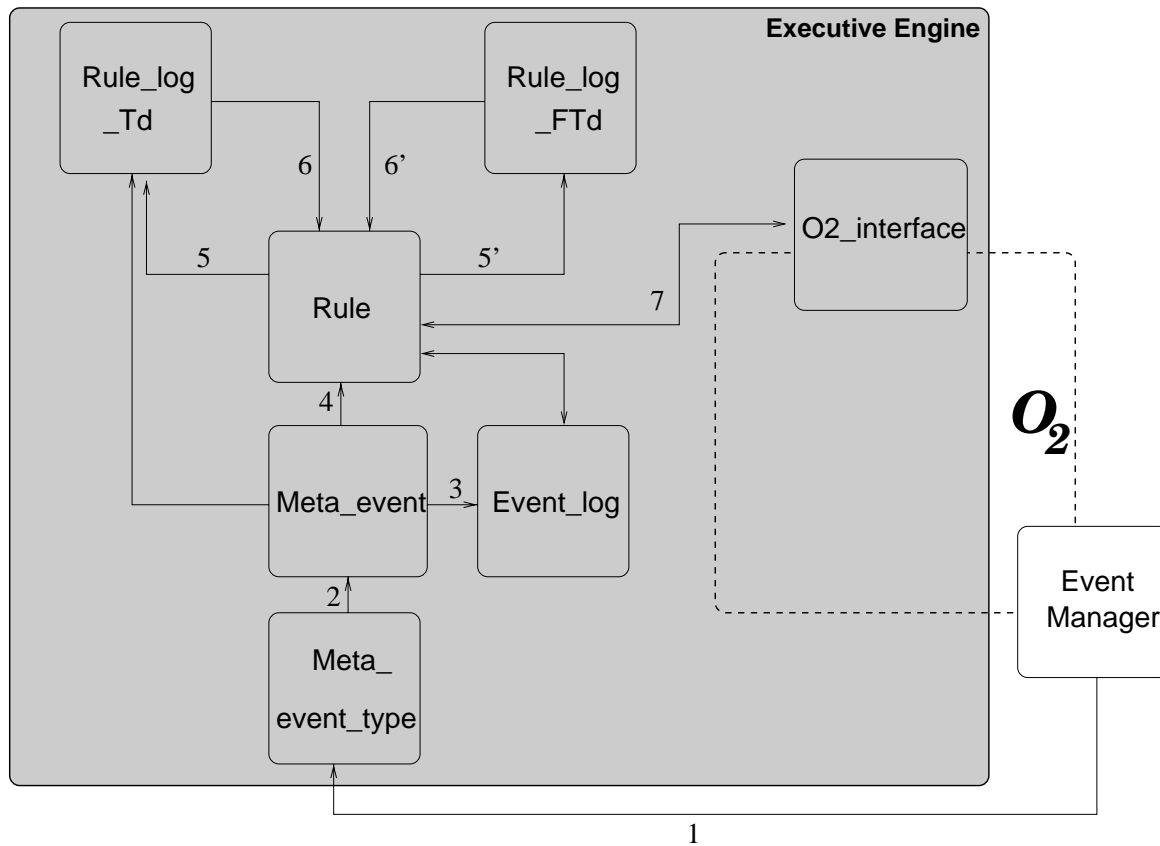 Executive Engine
Rule_log
_Td
Rule_log
_FTd
6
6’
O2_interface
5
5’
Rule
7
4
O2
Meta_event
3
Event_log
2
Event
Manager
Meta_
event_type
1